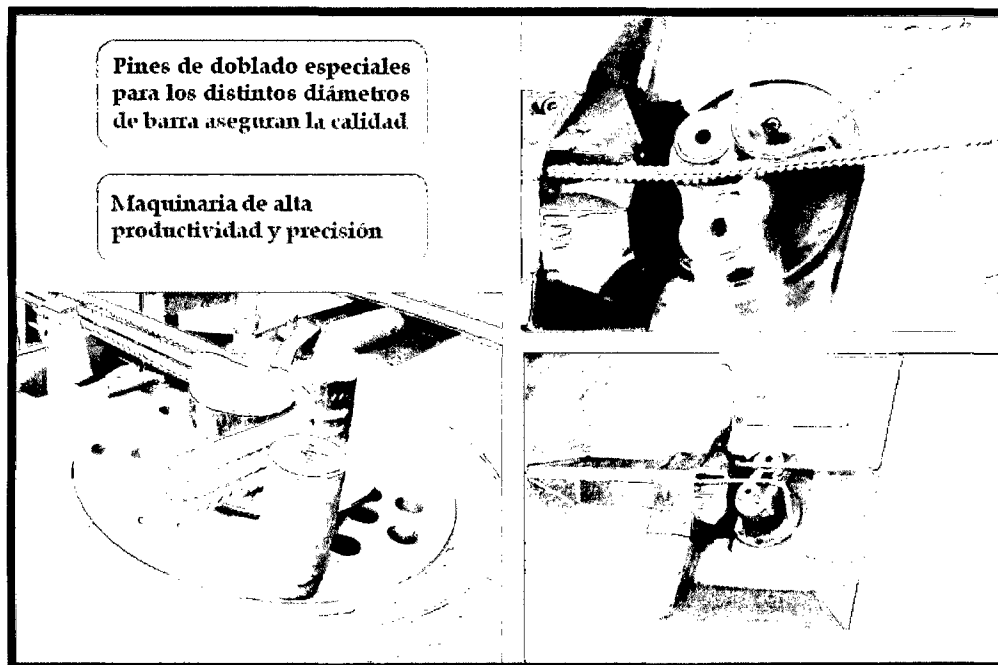 Pines de doblado especiales
para los distintos diámetros
de barra aseguran la calidad
Maquinaria de alta
productividad y precisión